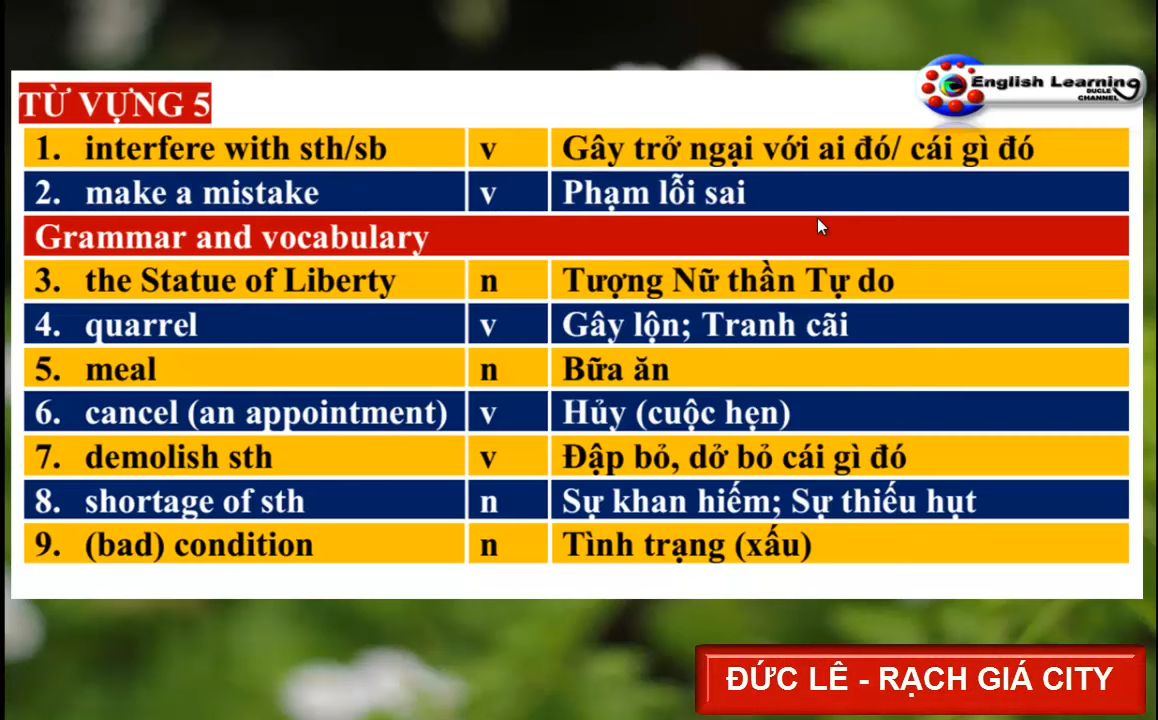 English Learning
DUCLE
CHANNEL
TỪ VỰNG 5
1. interfere with sth/sb v Gây trở ngại với ai đó/ cái gì đó
2. make a mistake v Phạm lỗi sai
Grammar and vocabulary
3. the Statue of Liberty n Tượng Nữ thần Tự do
4. quarrel v Gây lộn; Tranh cãi
5. meal n Bữa ăn
6. cancel (an appointment) v Hủy (cuộc hẹn)
7. demolish sth v Đập bỏ, dở bỏ cái gì đó
8. shortage of sth n Sự khan hiếm; Sự thiếu hụt
9. (bad) condition n Tình trạng (xấu)
ĐỨC LÊ - RẠCH GIÁ CITY